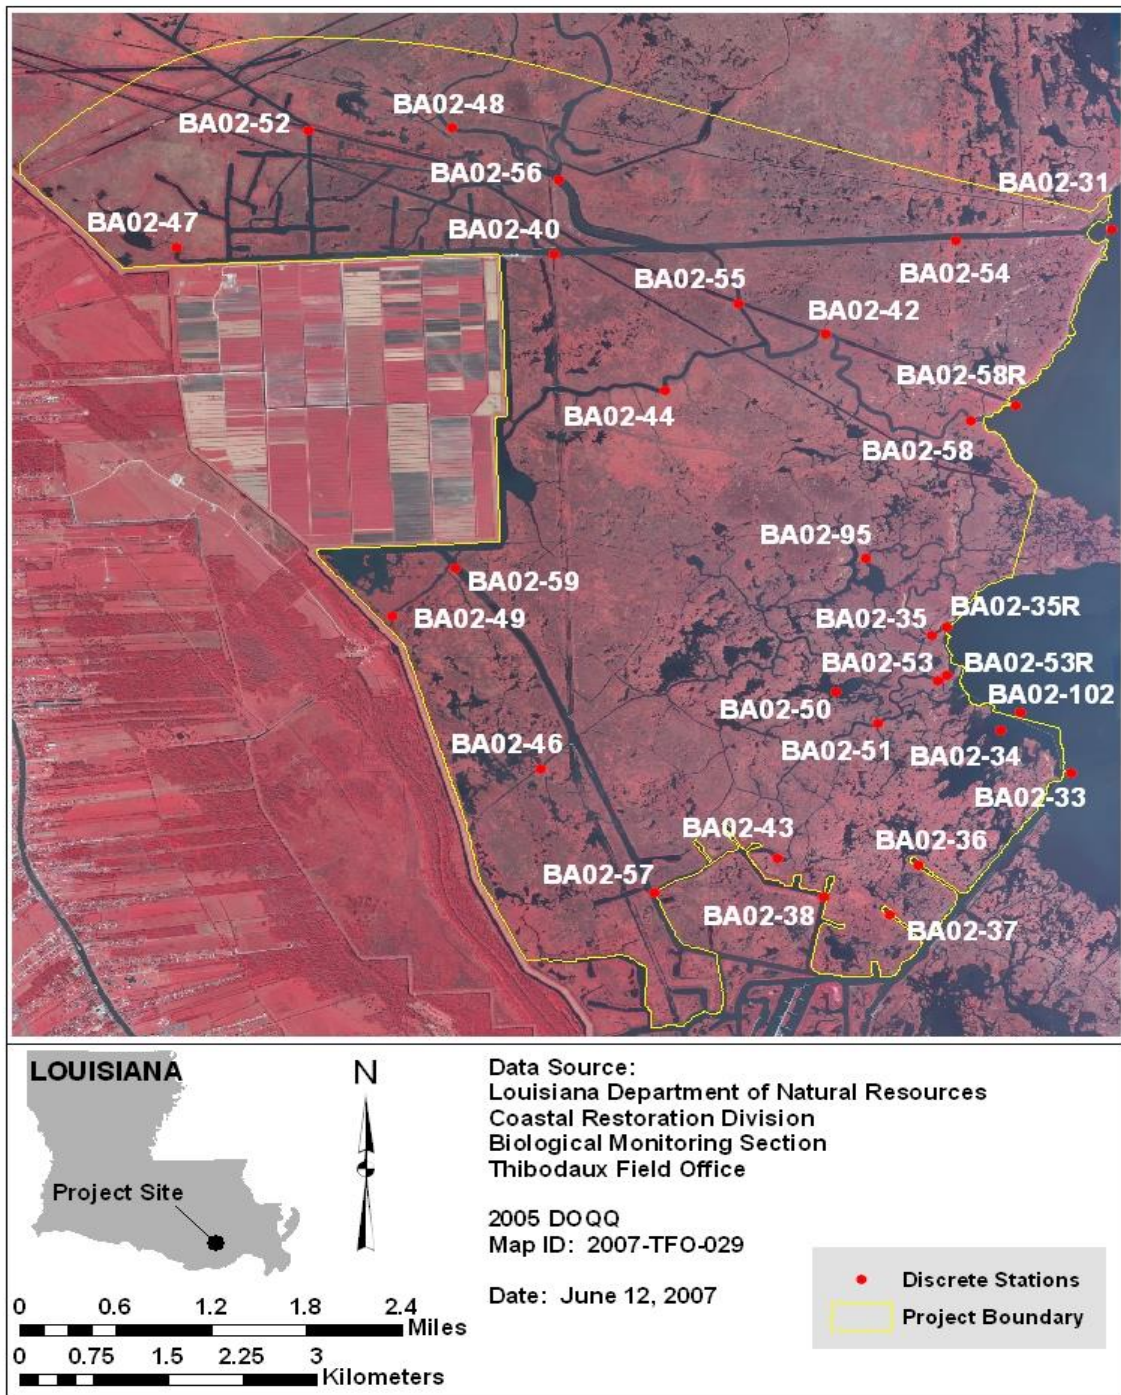 BA02-48
BA02-52
BA02-56
BA02-31
BA02-47
BA02-40
BA02-54
BA02-55
BA02-42
BA02-58R
BA02-44
BA02-58
BA02-95
BA02-59
BA02-49
BA02-35R
BA02-35
BA02-53
BA02-53R
BA02-102
BA02-50
BA02-51
BA02-34
BA02-46
BA02-33
BA02-43
BA02-36
BA02-57
BA02-38
BA02-37
LOUISIANA
Project Site
N
Data Source:
Louisiana Department of Natural Resources
Coastal Restoration Division
Biological Monitoring Section
Thibodaux Field Office
2005 DOQQ
Map ID: 2007-TFO-029
Date: June 12, 2007
0 0.6 1.2 1.8 2.4
Miles
0 0.75 1.5 2.25 3
Kilometers
Discrete Stations
Project Boundary